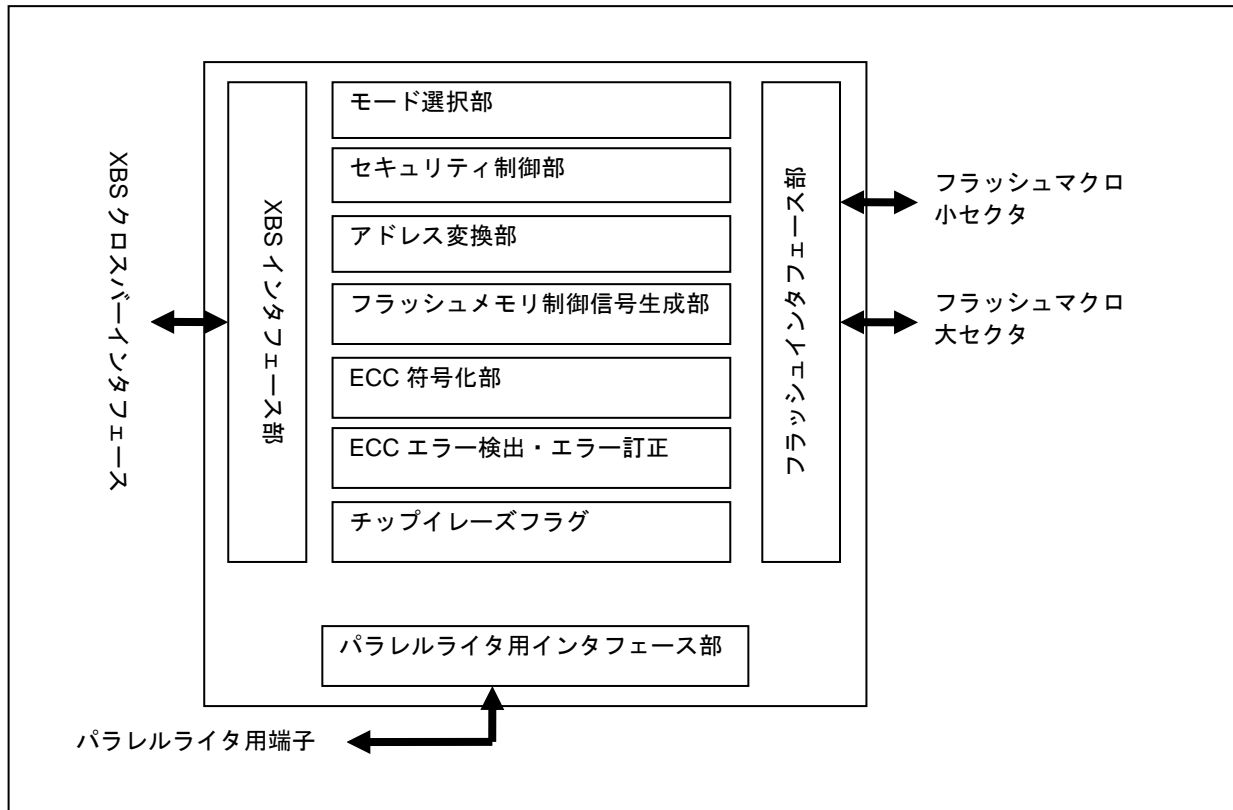 XBS クロスバーインタフェース
XBS インタフェース部
モード選択部
セキュリティ制御部
アドレス変換部
フラッシュメモリ制御信号生成部
ECC 符号化部
ECC エラー検出・エラー訂正
チップイレーズフラグ
フラッシュインタフェース部
フラッシュマクロ
小セクタ
フラッシュマクロ
大セクタ
パラレルライタ用インタフェース部
パラレルライタ用端子